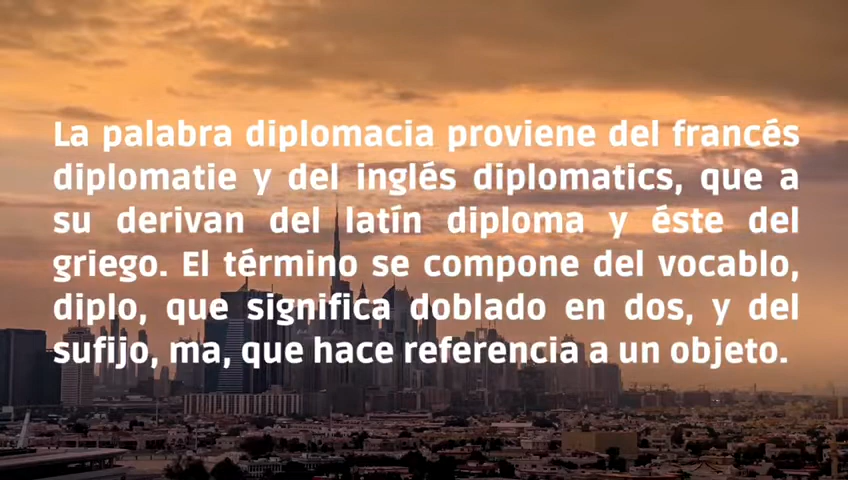 La palabra diplomacia proviene del francés
diplomatie y del inglés diplomatics, que a
su derivan del latín diploma y éste del
griego. El término se compone del vocablo,
diplo, que significa doblado en dos, y del
sufijo, ma, que hace referencia a un objeto.